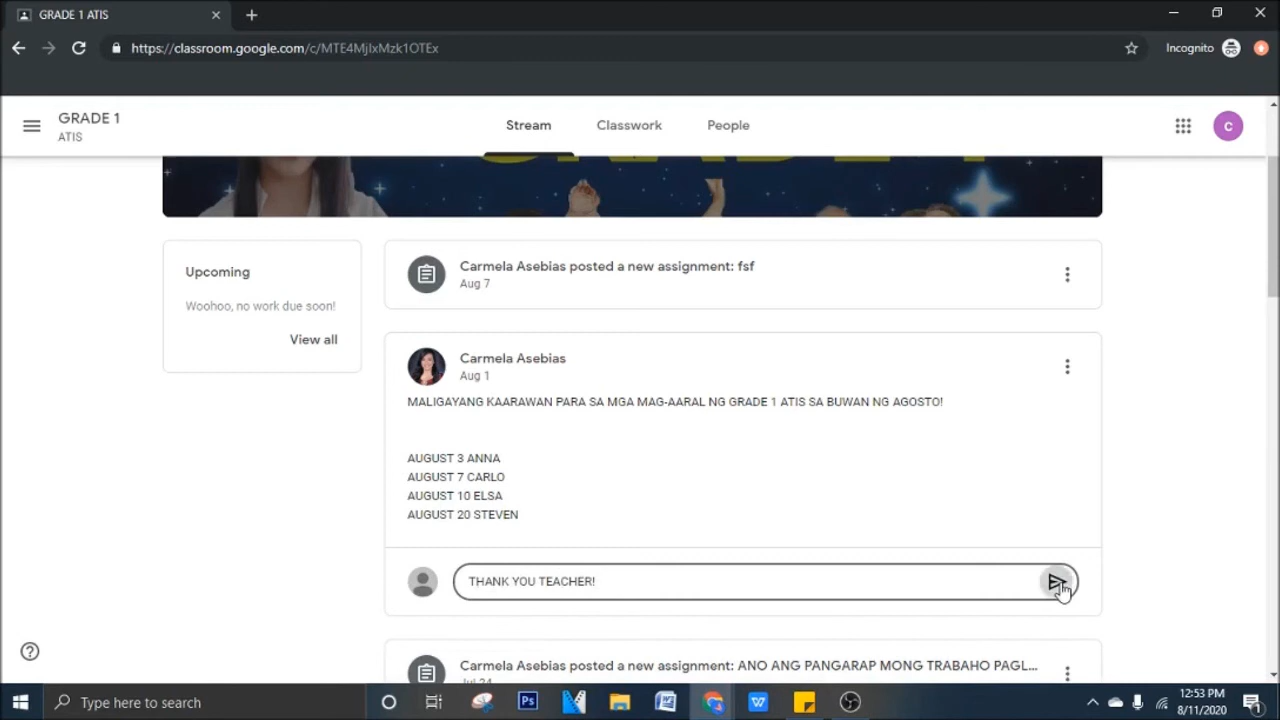 GRADE 1 ATIS
https://classroom.google.com/c/MTE4MjIxMzk1OTEx
Incognito
GRADE 1
ATIS
Stream
Classwork
People
C
Upcoming
Woohoo, no work due soon!
View all
Carmela Asebias posted a new assignment: fsf
Aug 7
Carmela Asebias
Aug 1
MALIGAYANG KAARAWAN PARA SA MGA MAG-AARAL NG GRADE 1 ATIS SA BUWAN NG AGOSTO!
AUGUST 3 ANNA
AUGUST 7 CARLO
AUGUST 10 ELSA
AUGUST 20 STEVEN
THANK YOU TEACHER!
Carmela Asebias posted a new assignment: ANO ANG PANGARAP MONG TRABAHO PAGL...
Jul 24
Type here to search
Ps
W
W
12:53 PM
8/11/2020
1